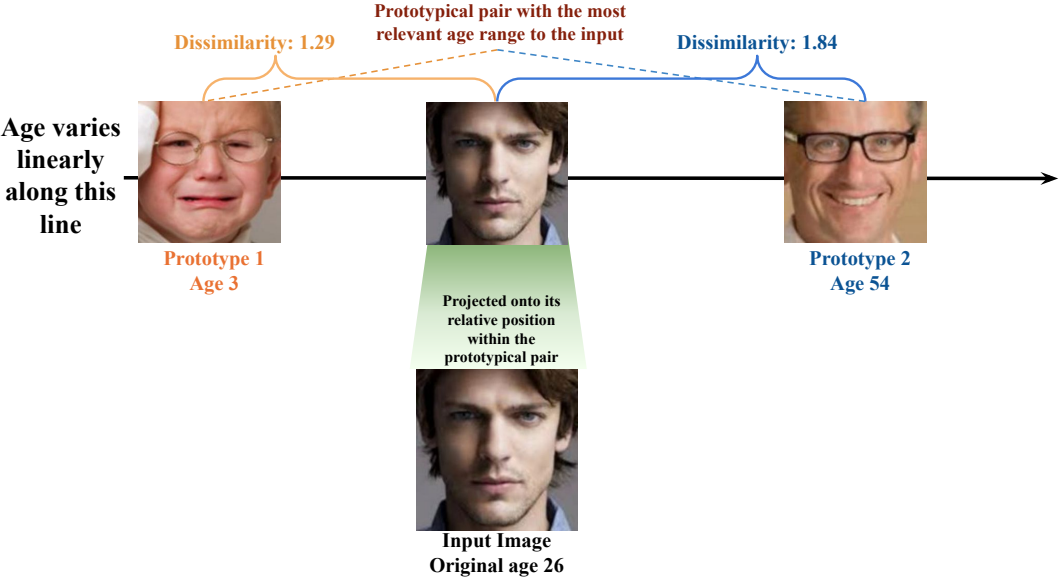 Prototypical pair with the most
relevant age range to the input
Dissimilarity: 1.29
Dissimilarity: 1.84
Age varies
linearly
along this
line
Prototype 1
Age 3
Prototype 2
Age 54
Projected onto its
relative position
within the
prototypical pair
Input Image
Original age 26